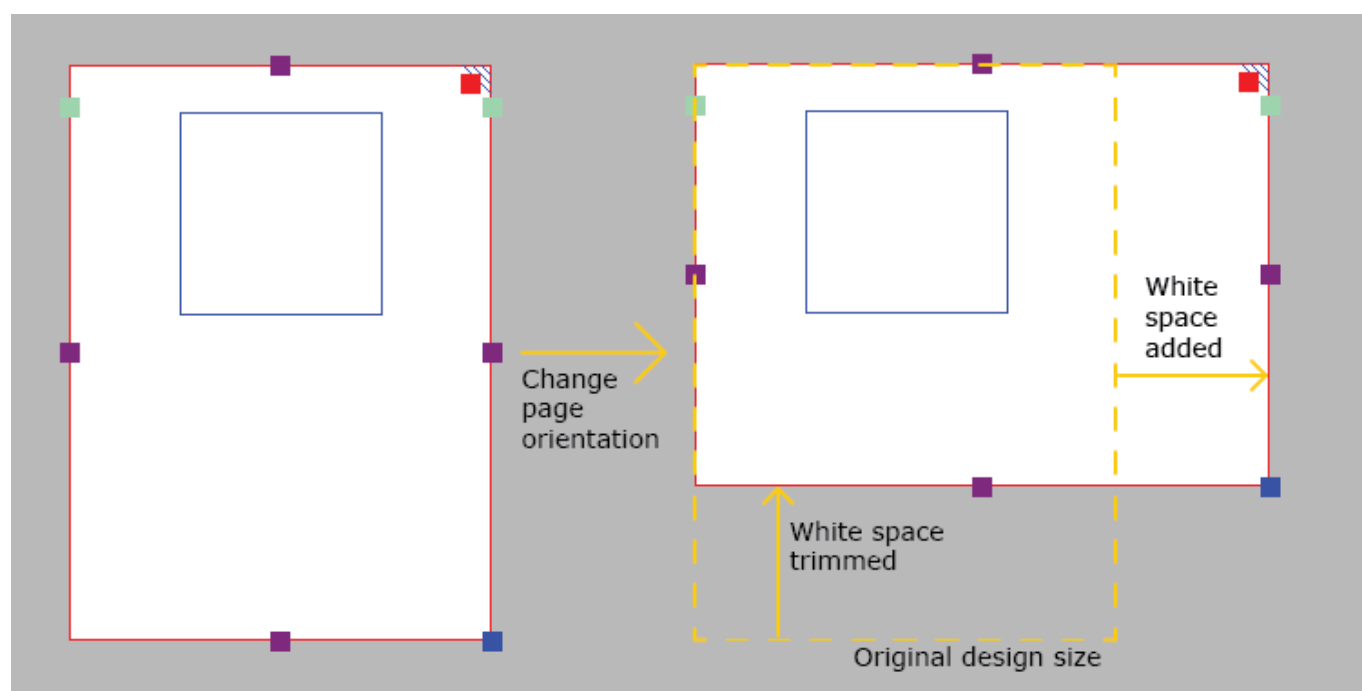 Change
page
orientation
White
space
added
White space
trimmed
Original design size